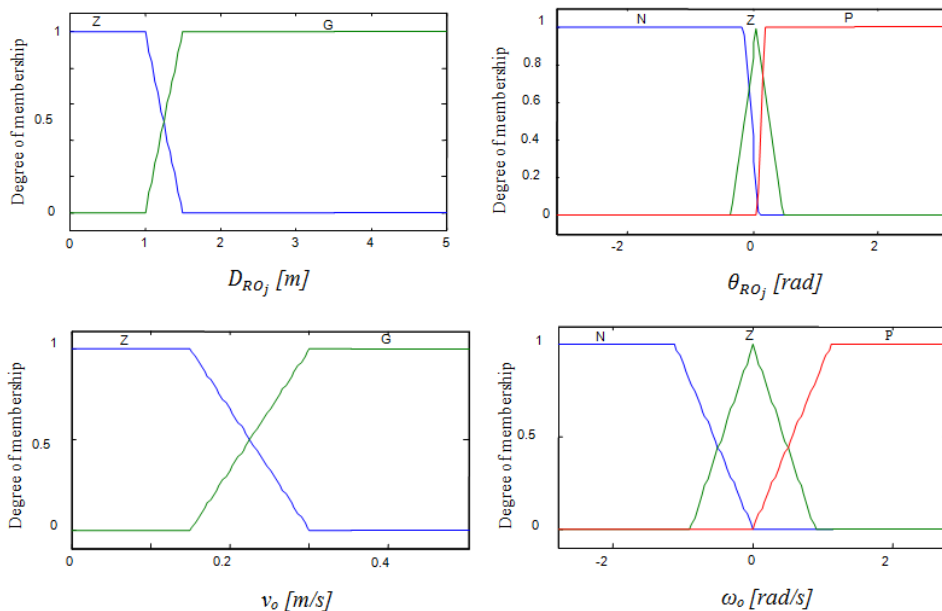 Z G
1
0.5
0
Degree of membership
0 1 2 3 4 5
D_{RO_j} [m]
N Z P
1
0.8
0.6
0.4
0.2
0
Degree of membership
-2 0 2
θ_{RO_j} [rad]
Z G
1
0.5
0
Degree of membership
0 0.2 0.4
v_o [m/s]
N Z P
1
0.5
0
Degree of membership
-2 0 2
ω_o [rad/s]